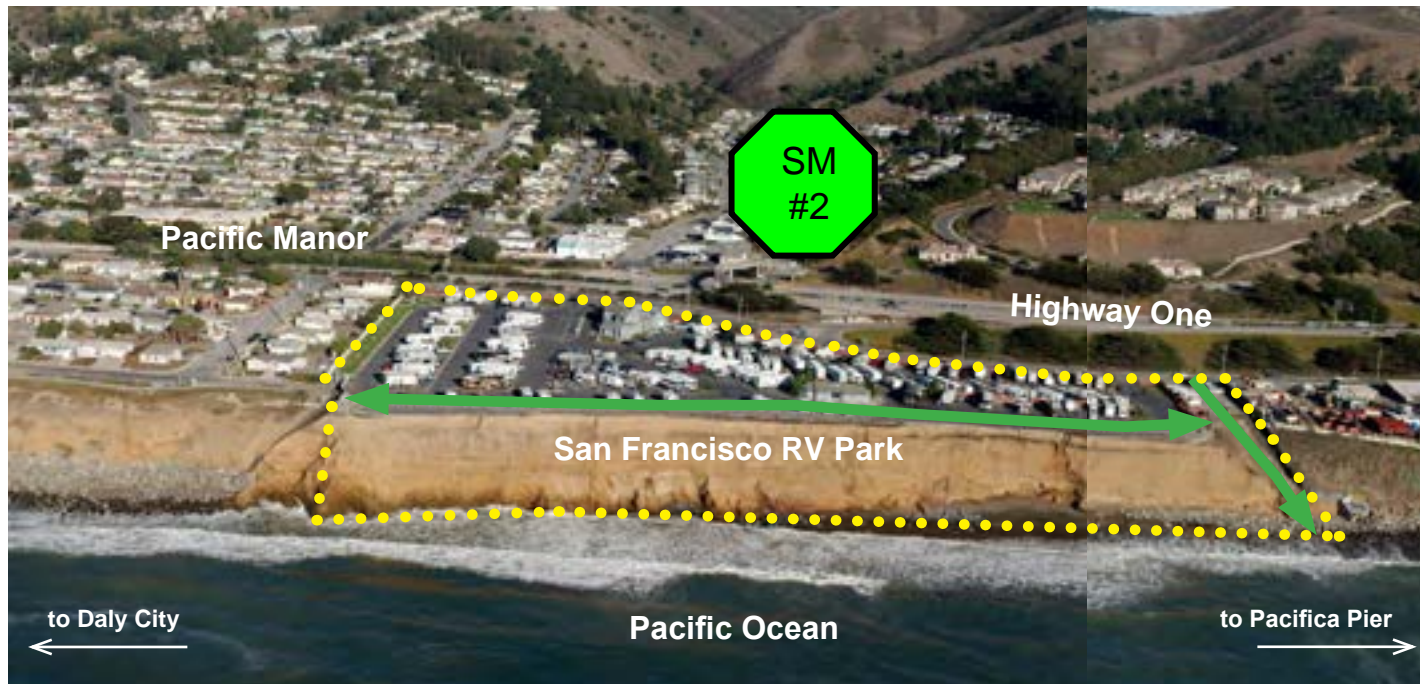 SM
#2
Pacific Manor
Highway One
San Francisco RV Park
to Daly City
Pacific Ocean
to Pacifica Pier